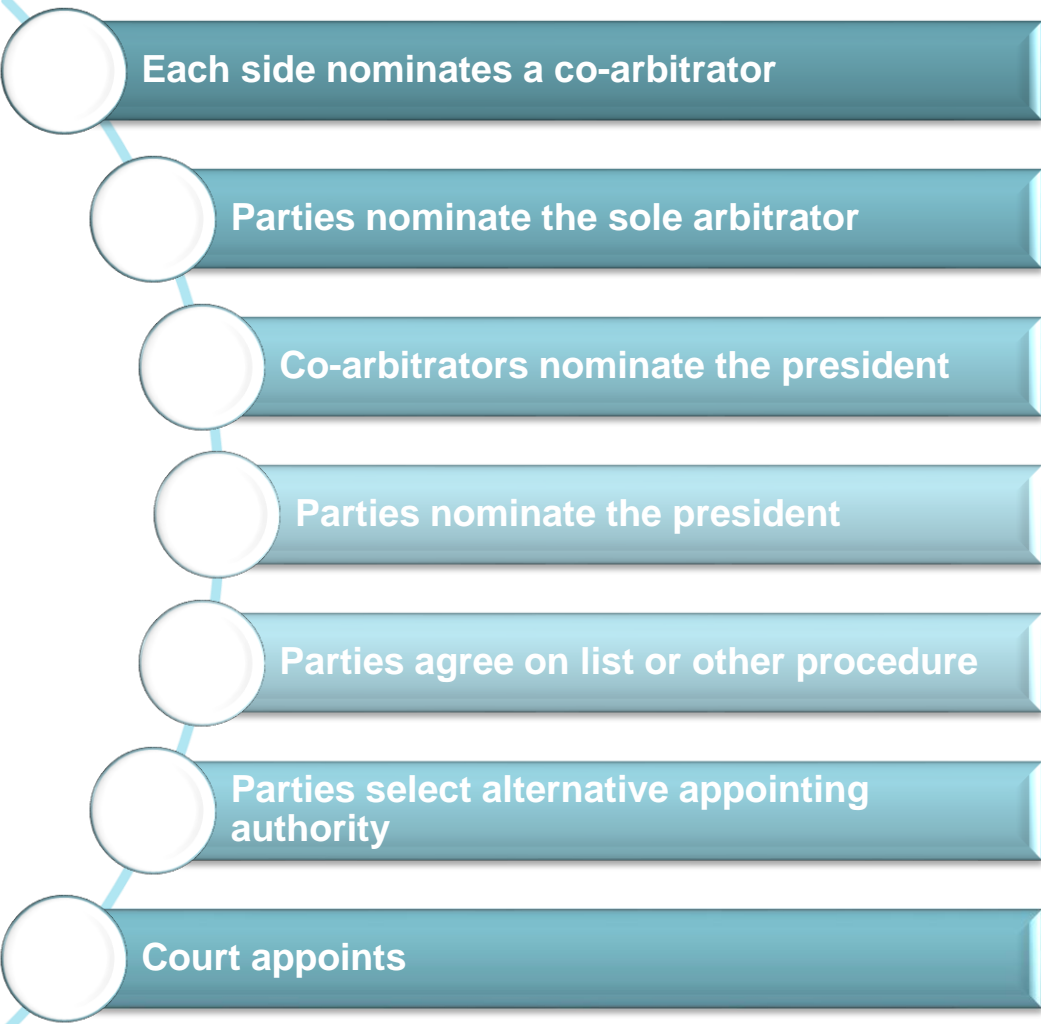 Each side nominates a co-arbitrator
Parties nominate the sole arbitrator
Co-arbitrators nominate the president
Parties nominate the president
Parties agree on list or other procedure
Parties select alternative appointing
authority
Court appoints